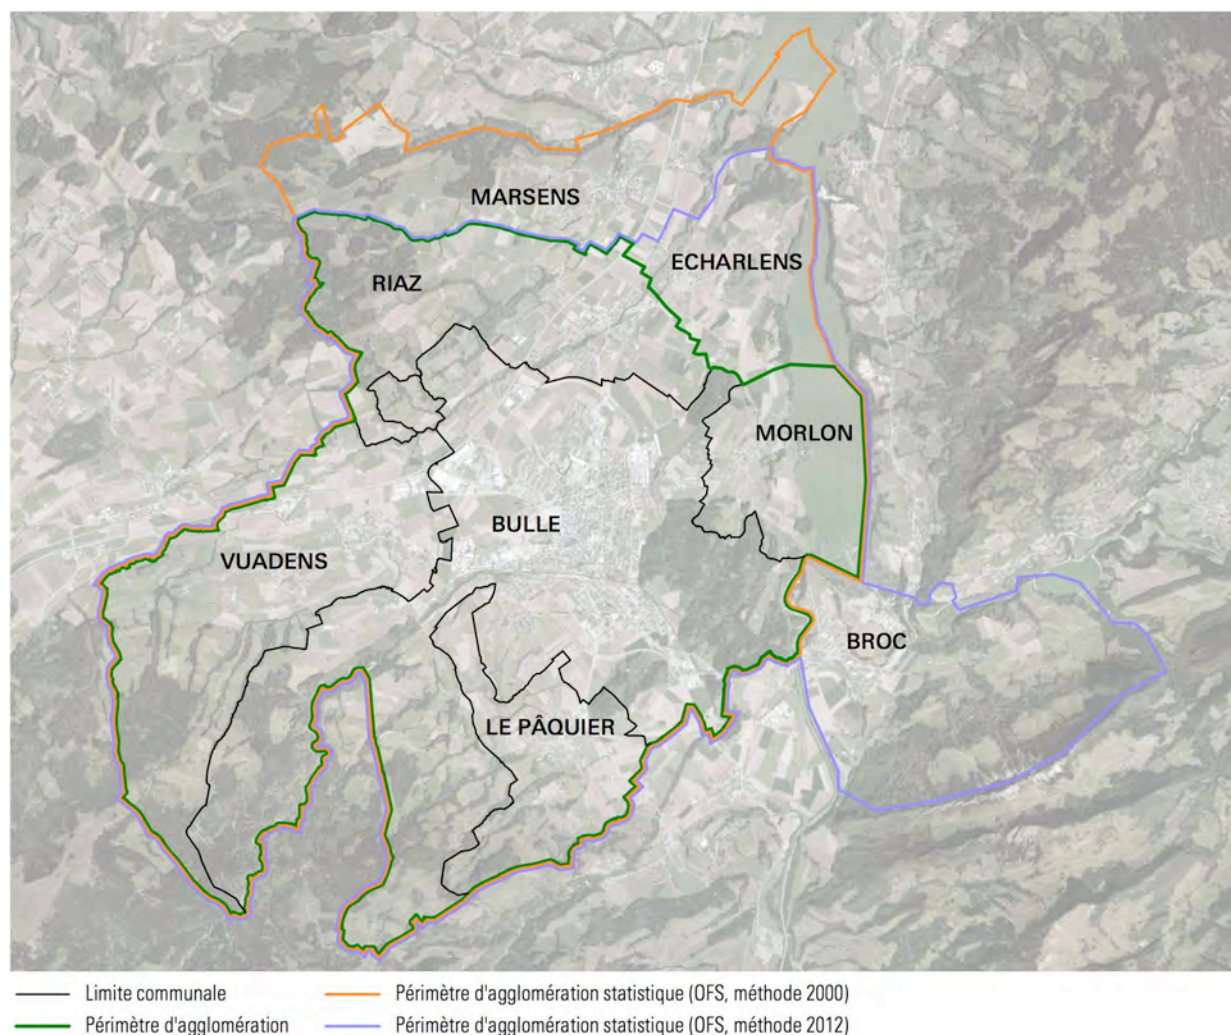 MARSENS
ECHARLENS
RIAZ
MORLON
BULLE
VUADENS
BROC
LE PÂQUIER
Limite communale
Périmètre d'agglomération statistique (OFS, méthode 2000)
Périmètre d'agglomération
Périmètre d'agglomération statistique (OFS, méthode 2012)